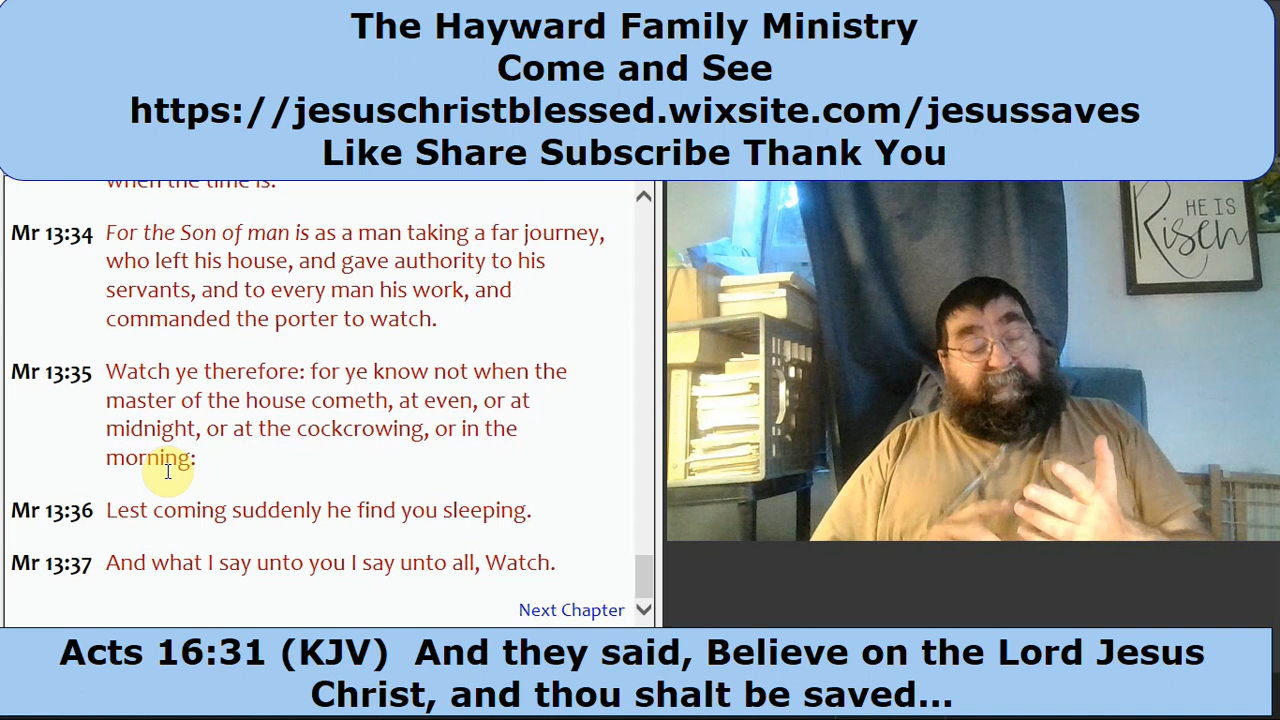 The Hayward Family Ministry
Come and See
https://jesuschristblessed.wixsite.com/jesussaves
Like Share Subscribe Thank You
when the time is.
Mr 13:34 For the Son of man is as a man taking a far journey,
who left his house, and gave authority to his
servants, and to every man his work, and
commanded the porter to watch.
Mr 13:35 Watch ye therefore: for ye know not when the
master of the house cometh, at even, or at
midnight, or at the cockcrowing, or in the
morning:
Mr 13:36 Lest coming suddenly he find you sleeping.
Mr 13:37 And what I say unto you I say unto all, Watch.
Next Chapter
HE IS
Risen
Acts 16:31 (KJV) And they said, Believe on the Lord Jesus
Christ, and thou shalt be saved...